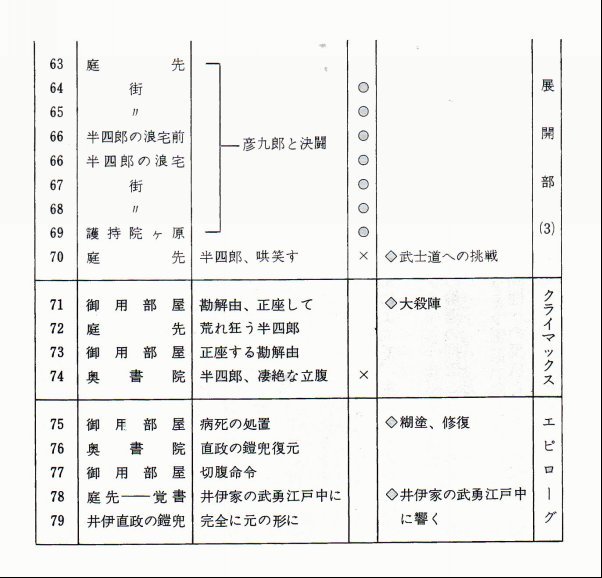 63 庭先
64 街 ○
65 〃 ○
66 半四郎の浪宅前 ○
66 半四郎の浪宅 彦九郎と決闘 ○
67 街 ○
68 〃 ○
69 護持院ヶ原 ○
70 庭先 半四郎、哄笑す × ◇武士道への挑戦
展開部(3)
71 御用部屋 勘解由、正座して ◇大殺陣
72 庭先 荒れ狂う半四郎
73 御用部屋 正座する勘解由
74 奥書院 半四郎、凄絶な立腹 ×
クライマックス
75 御用部屋 病死の処置 ◇糊塗、修復
76 奥書院 直政の鎧兜復元
77 御用部屋 切腹命令
78 庭先──覚書 井伊家の武勇江戸中に ◇井伊家の武勇江戸中
79 井伊直政の鎧兜 完全に元の形に に響く
エピローグ